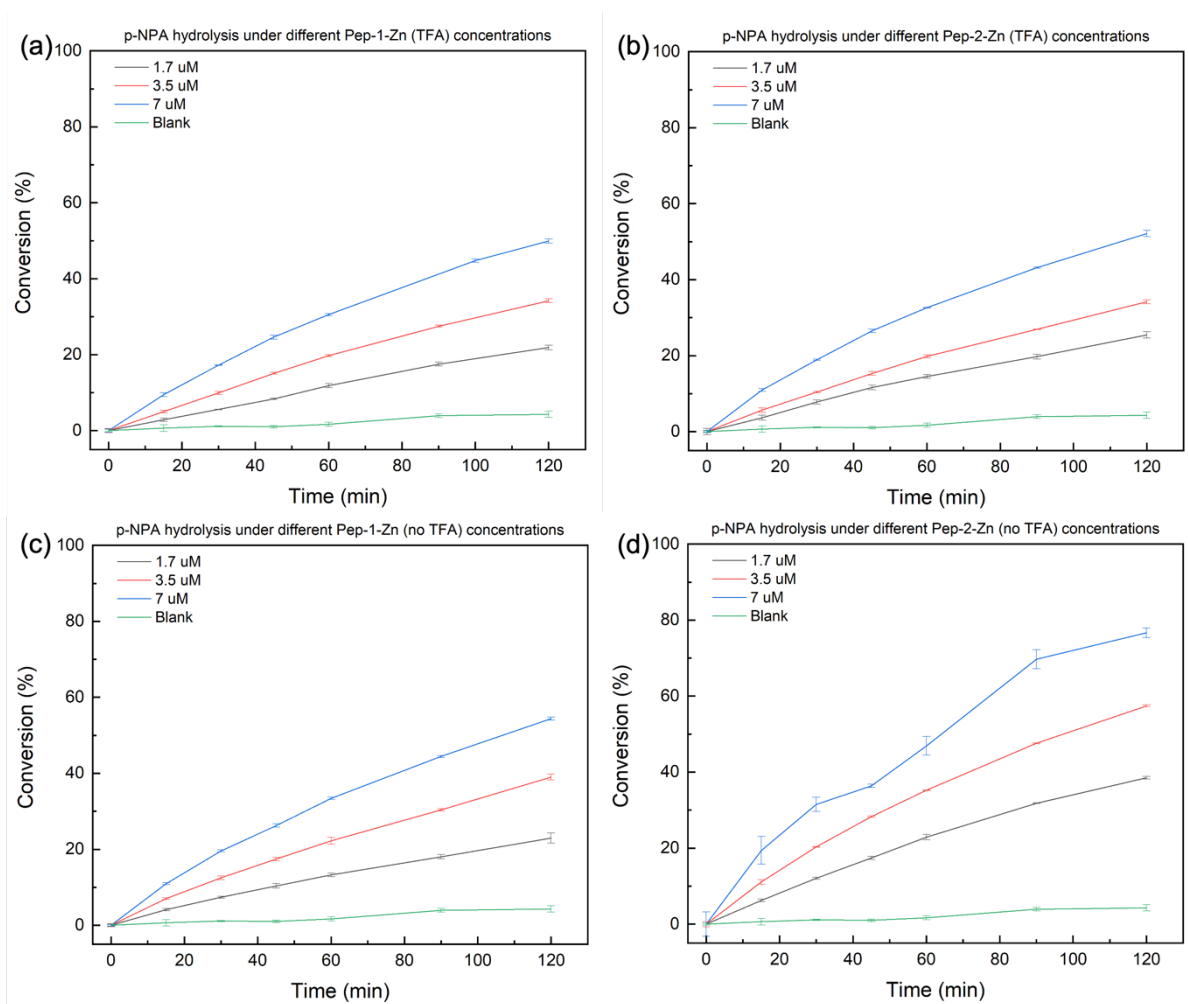 (a)
p-NPA hydrolysis under different Pep-1-Zn (TFA) concentrations
1.7 uM
3.5 uM
7 uM
Blank
Conversion (%)
100
80
60
40
20
0
0 20 40 60 80 100 120
Time (min)
(b)
p-NPA hydrolysis under different Pep-2-Zn (TFA) concentrations
1.7 uM
3.5 uM
7 uM
Blank
Conversion (%)
100
80
60
40
20
0
0 20 40 60 80 100 120
Time (min)
(c)
p-NPA hydrolysis under different Pep-1-Zn (no TFA) concentrations
1.7 uM
3.5 uM
7 uM
Blank
Conversion (%)
100
80
60
40
20
0
0 20 40 60 80 100 120
Time (min)
(d)
p-NPA hydrolysis under different Pep-2-Zn (no TFA) concentrations
1.7 uM
3.5 uM
7 uM
Blank
Conversion (%)
100
80
60
40
20
0
0 20 40 60 80 100 120
Time (min)